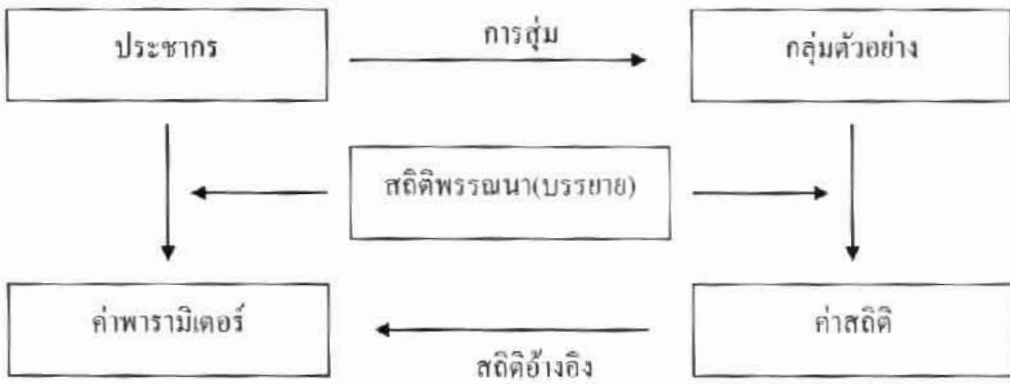 ประชากร
การสุ่ม
กลุ่มตัวอย่าง
สถิติพรรณนา(บรรยาย)
ค่าพารามิเตอร์
ค่าสถิติ
สถิติอ้างอิง